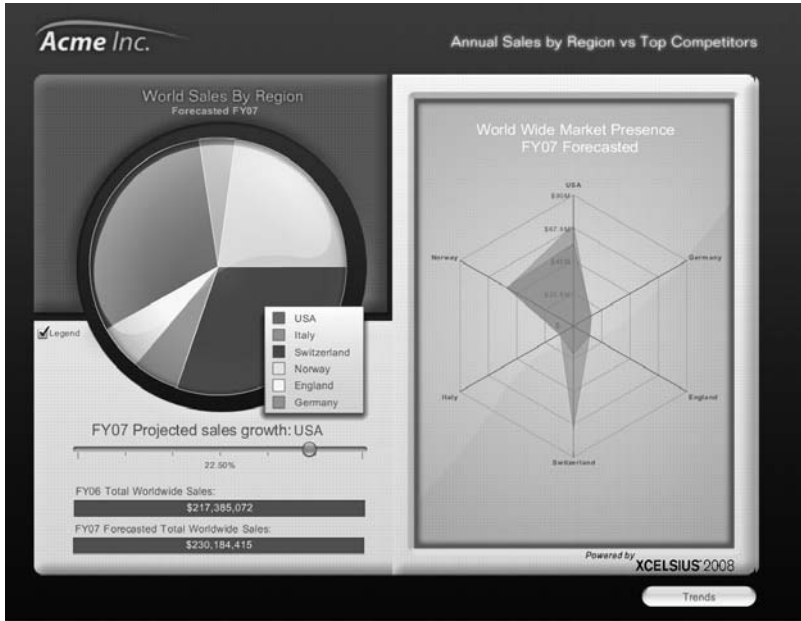 Acme Inc.
Annual Sales by Region vs Top Competitors
World Sales By Region
Forecasted FY07
Legend
USA
Italy
Switzerland
Norway
England
Germany
FY07 Projected sales growth: USA
22.50%
FY06 Total Worldwide Sales:
$217,385,072
FY07 Forecasted Total Worldwide Sales:
$230,184,415
World Wide Market Presence
FY07 Forecasted
USA
$90M
Norway
Germany
Italy
England
Switzerland
Powered by
XCELSIUS 2008
Trends